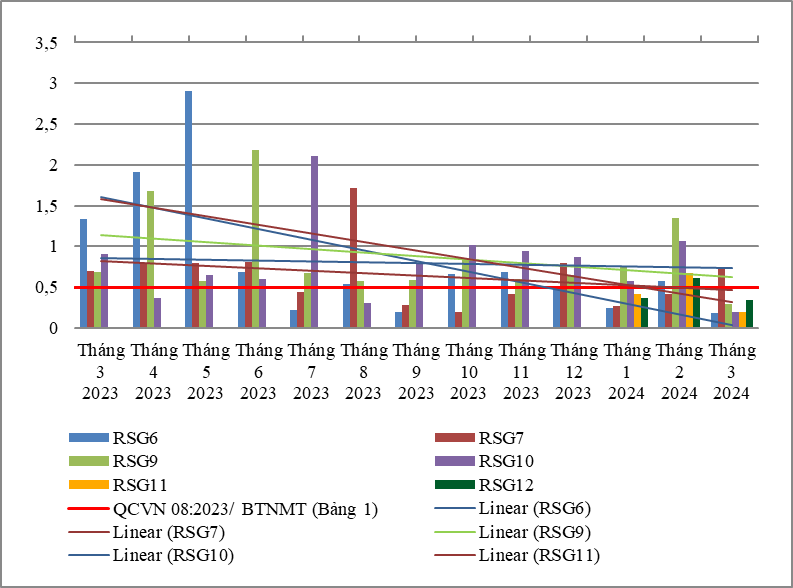 3,5
3
2,5
2
1,5
1
0,5
0
Tháng Tháng Tháng Tháng Tháng Tháng Tháng Tháng Tháng Tháng Tháng Tháng Tháng
3 4 5 6 7 8 9 10 11 12 1 2 3
2023 2023 2023 2023 2023 2023 2023 2023 2023 2023 2024 2024 2024
RSG6 RSG7
RSG9 RSG10
RSG11 RSG12
QCVN 08:2023/ BTNMT (Bảng 1) Linear (RSG6)
Linear (RSG7) Linear (RSG9)
Linear (RSG10) Linear (RSG11)